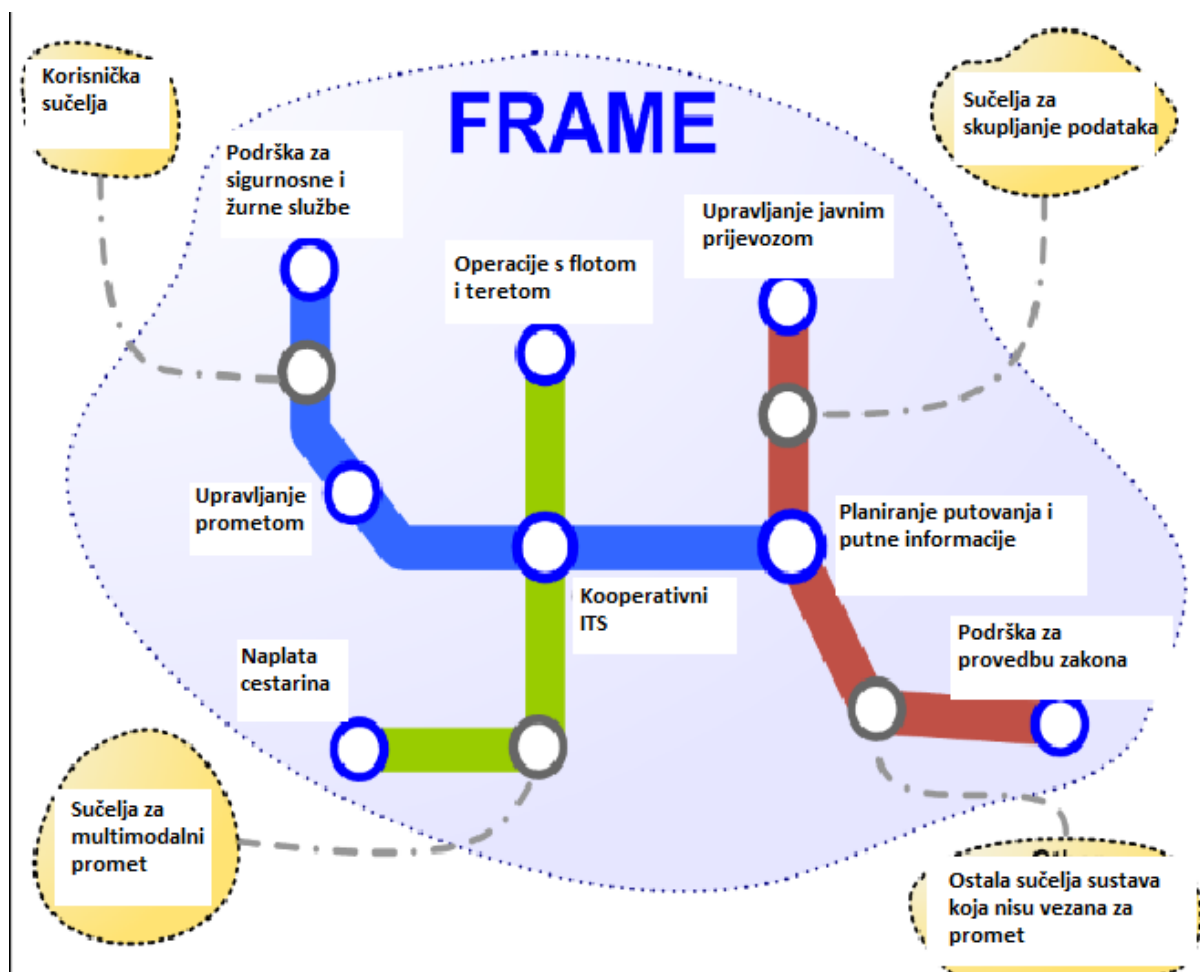 Korisnička
sučelja
FRAME
Sučelja za
skupljanje podataka
Podrška za
sigurnosne i
žurne službe
Upravljanje javnim
prijevozom
Operacije s flotom
i teretom
Upravljanje
prometom
Planiranje putovanja i
putne informacije
Kooperativni
ITS
Naplata
cestarina
Podrška za
provedbu zakona
Sučelja za
multimodalni
promet
Ostala sučelja sustava
koja nisu vezana za
promet